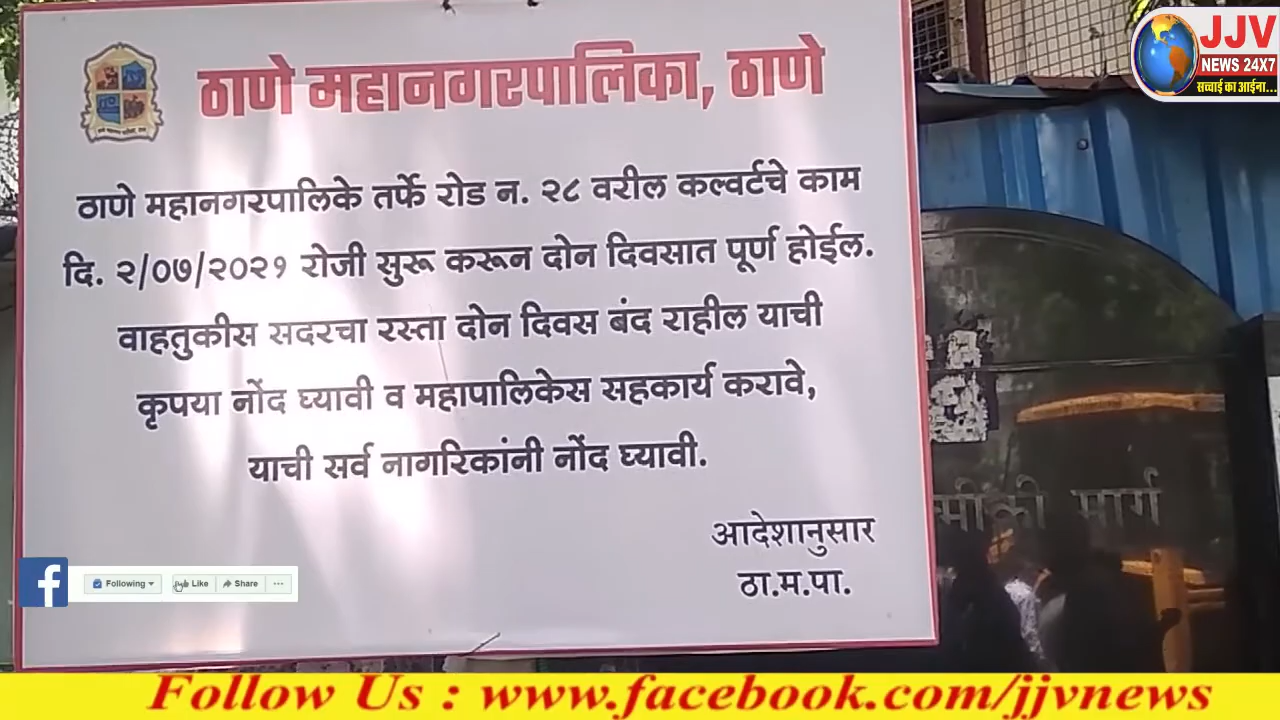 ठाणे महानगरपालिका, ठाणे
ठाणे महानगरपालिके तर्फे रोड न. २८ वरील कल्वर्टचे काम
दि. २/०७/२०२१ रोजी सुरू करून दोन दिवसात पूर्ण होईल.
वाहतुकीस सदरचा रस्ता दोन दिवस बंद राहील याची
कृपया नोंद घ्यावी व महापालिकेस सहकार्य करावे,
याची सर्व नागरिकांनी नोंद घ्यावी.
आदेशानुसार
ठा.म.पा.
मार्ग
JJV
NEWS 24X7
सच्चाई का आईना...
Following
Like
Share
Follow Us : www.facebook.com/jjvnews